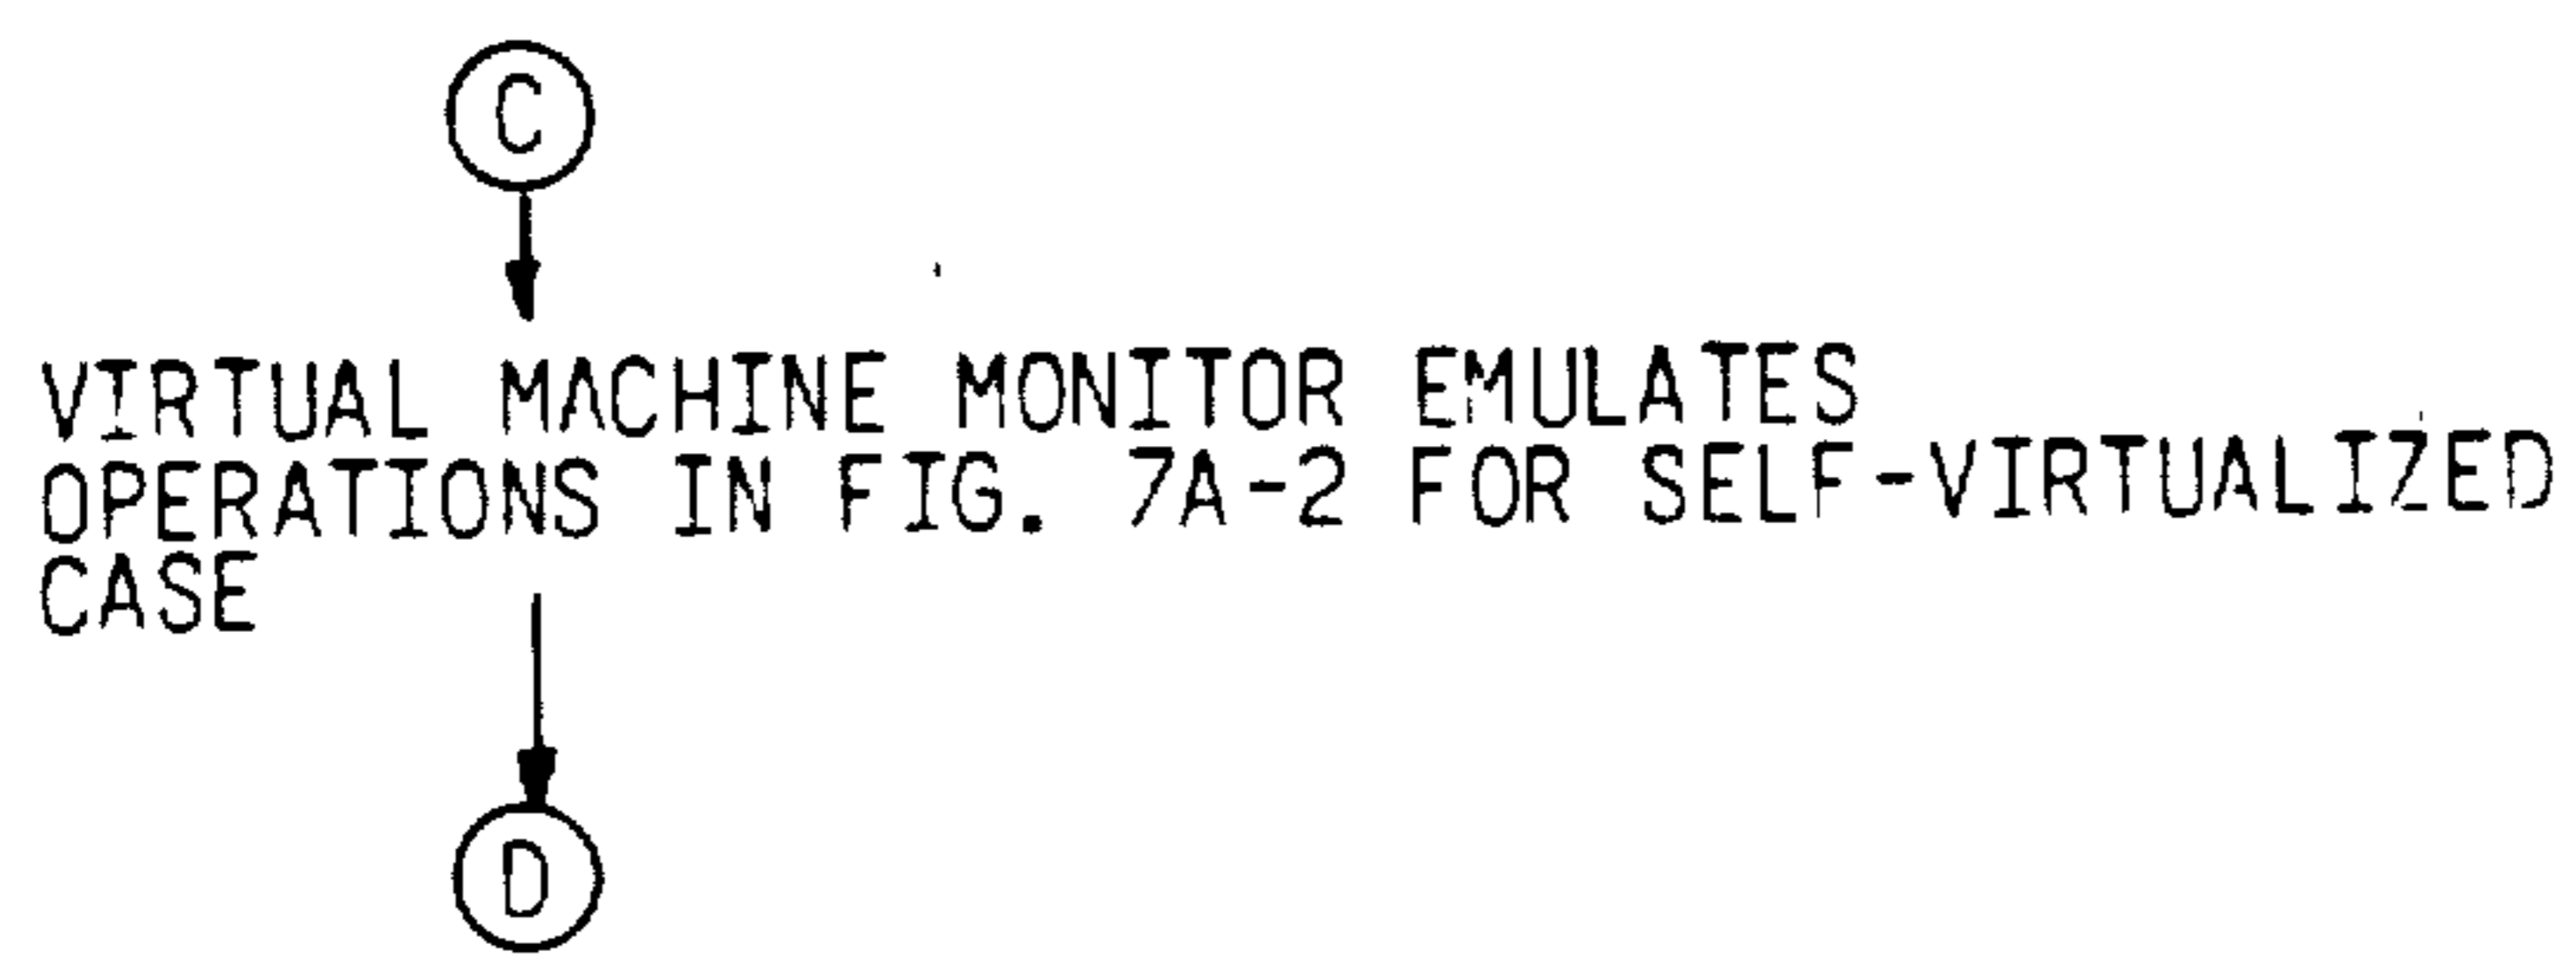 C
VIRTUAL MACHINE MONITOR EMULATES
OPERATIONS IN FIG. 7A-2 FOR SELF-VIRTUALIZED
CASE
D